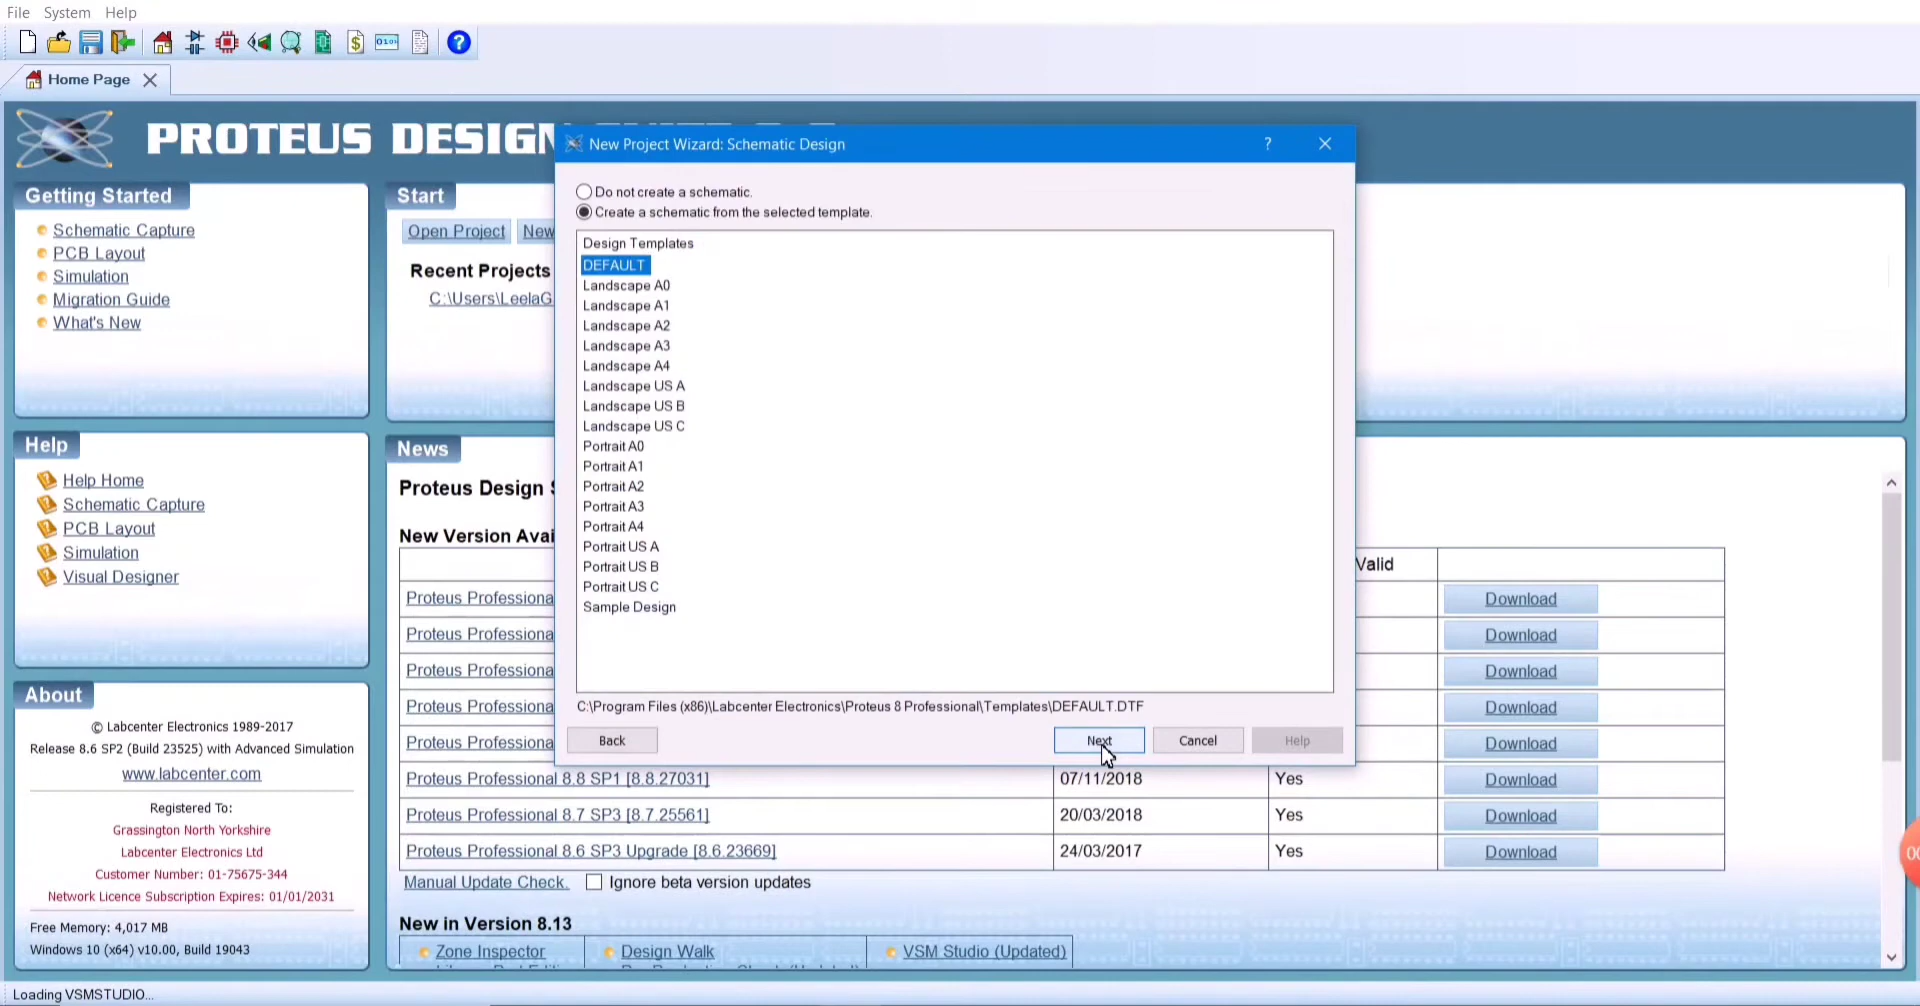 File System Help
Home Page
PROTEUS DESIGN
Getting Started
Schematic Capture
PCB Layout
Simulation
Migration Guide
What's New
Start
Open Project New
Recent Projects
C:\Users\LeelaG
New Project Wizard: Schematic Design
?
Do not create a schematic.
Create a schematic from the selected template.
Design Templates
DEFAULT
Landscape A0
Landscape A1
Landscape A2
Landscape A3
Landscape A4
Landscape US A
Landscape US B
Landscape US C
Portrait A0
Portrait A1
Portrait A2
Portrait A3
Portrait A4
Portrait US A
Portrait US B
Portrait US C
Sample Design
C:\Program Files (x86)\Labcenter Electronics\Proteus 8 Professional\Templates\DEFAULT.DTF
Back Next Cancel Help
Help
Help Home
Schematic Capture
PCB Layout
Simulation
Visual Designer
News
Proteus Design
New Version Avai
Valid
Proteus Professiona Download
Proteus Professiona Download
Proteus Professiona Download
Proteus Professiona Download
Proteus Professiona Download
Proteus Professional 8.8 SP1 [8.8.27031] 07/11/2018 Yes Download
Proteus Professional 8.7 SP3 [8.7.25561] 20/03/2018 Yes Download
Proteus Professional 8.6 SP3 Upgrade [8.6.23669] 24/03/2017 Yes Download
Manual Update Check. Ignore beta version updates
New in Version 8.13
Zone Inspector Design Walk VSM Studio (Updated)
About
© Labcenter Electronics 1989-2017
Release 8.6 SP2 (Build 23525) with Advanced Simulation
www.labcenter.com
Registered To:
Grassington North Yorkshire
Labcenter Electronics Ltd
Customer Number: 01-75675-344
Network Licence Subscription Expires: 01/01/2031
Free Memory: 4,017 MB
Windows 10 (x64) v10.00, Build 19043
Loading VSMSTUDIO...